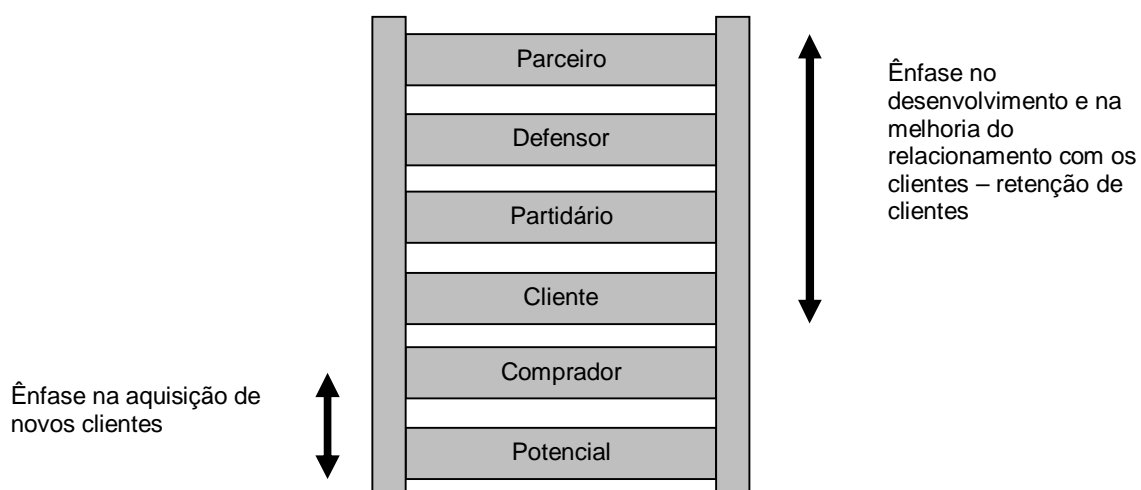 Parceiro
Defensor
Partidário
Cliente
Comprador
Potencial
Ênfase no
desenvolvimento e na
melhoria do
relacionamento com os
clientes – retenção de
clientes
Ênfase na aquisição de
novos clientes